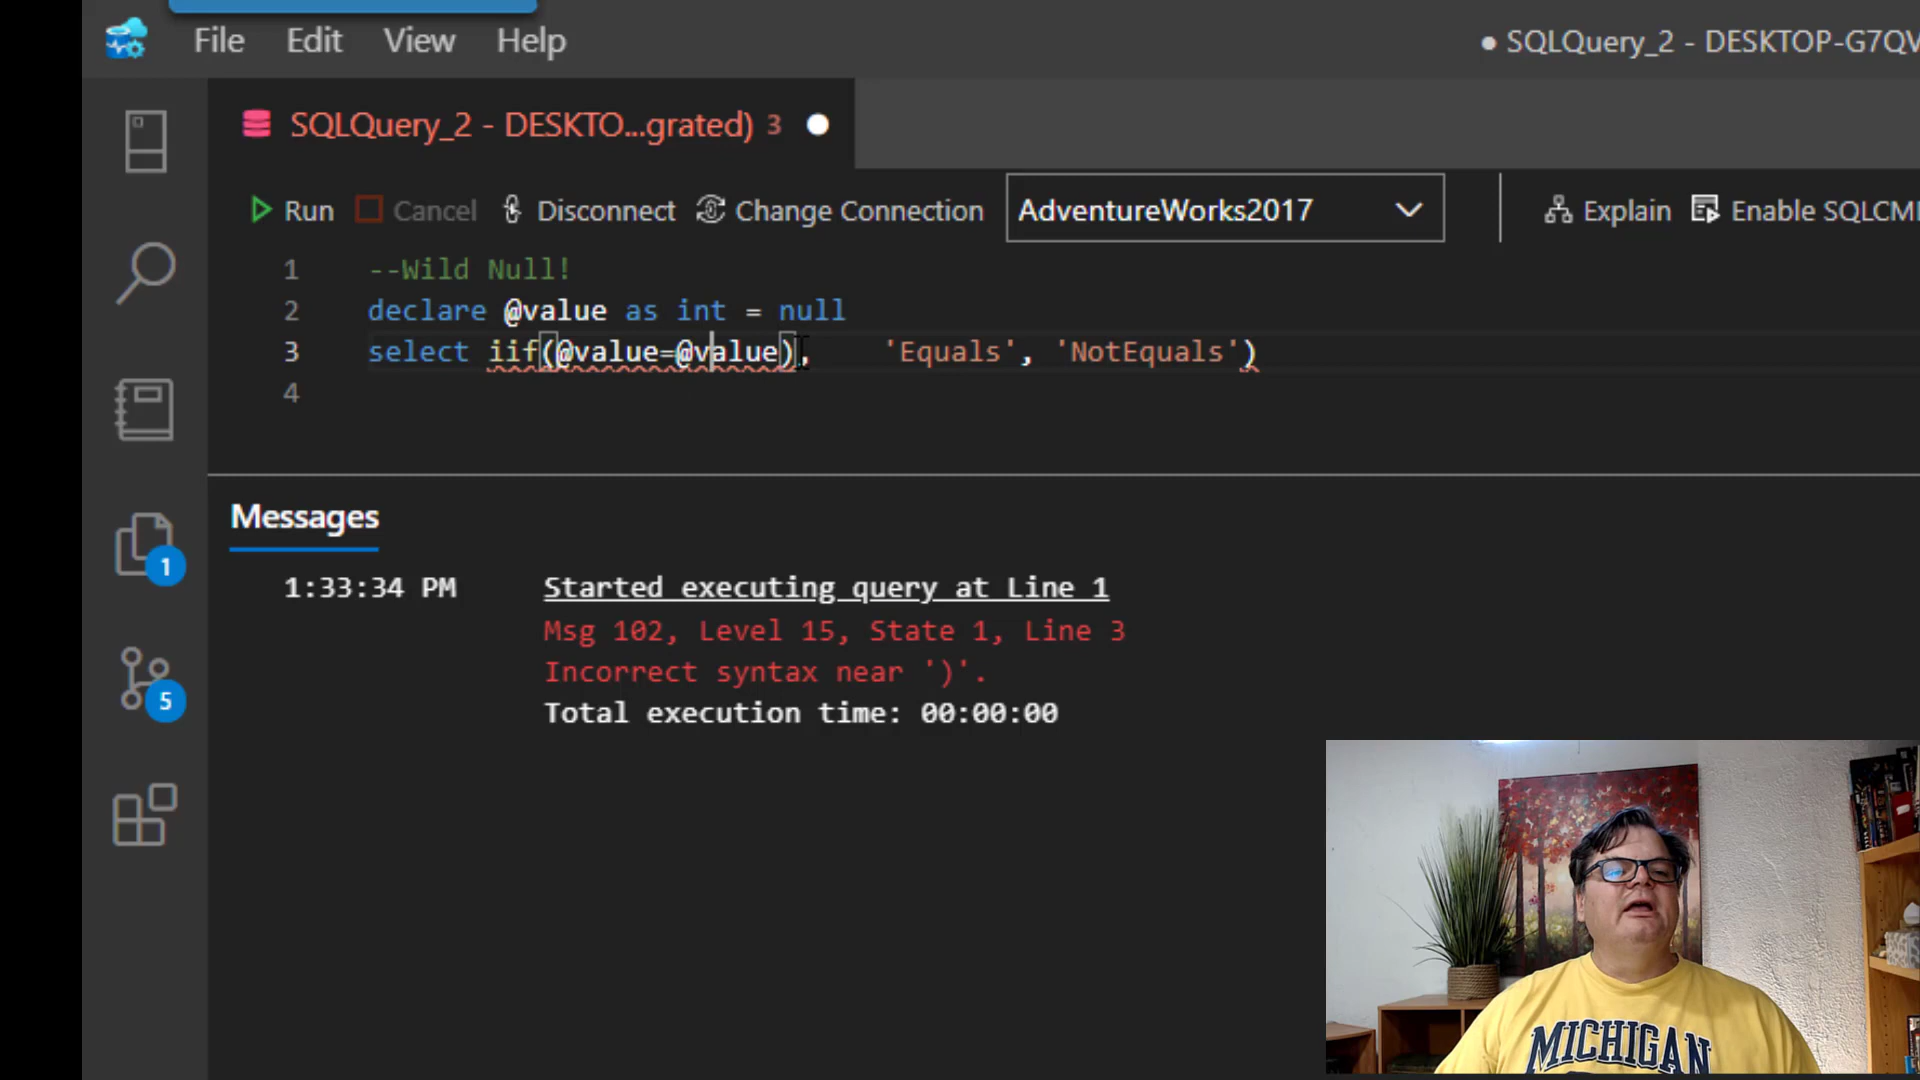 File Edit View Help
● SQLQuery_2 - DESKTOP-G7QV
SQLQuery_2 - DESKTO...grated) 3
Run Cancel Disconnect Change Connection AdventureWorks2017 Explain Enable SQLCM
1 --Wild Null!
2 declare @value as int = null
3 select iif(@value=@value), 'Equals', 'NotEquals')
4
Messages
1:33:34 PM Started executing query at Line 1
Msg 102, Level 15, State 1, Line 3
Incorrect syntax near ')'.
Total execution time: 00:00:00
1
5
MICHIGAN